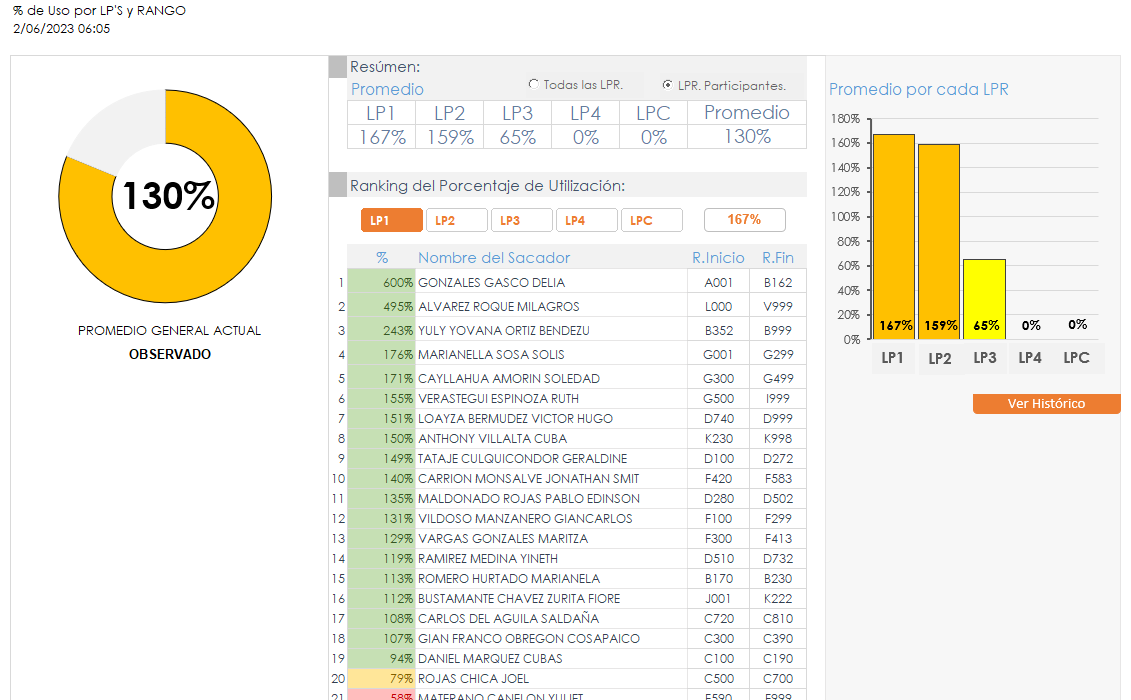 % de Uso por LP'S y RANGO
2/06/2023 06:05
130%
PROMEDIO GENERAL ACTUAL
OBSERVADO
Resúmen:
Promedio
Todas las LPR.
LPR. Participantes.
LP1 LP2 LP3 LP4 LPC Promedio
167% 159% 65% 0% 0% 130%
Ranking del Porcentaje de Utilización:
LP1 LP2 LP3 LP4 LPC 167%
% Nombre del Sacador R.Inicio R.Fin
1 600% GONZALES GASCO DELIA A001 B162
2 495% ALVAREZ ROQUE MILAGROS L000 V999
3 243% YULY YOVANA ORTIZ BENDEZU B352 B999
4 176% MARIANELLA SOSA SOLIS G001 G299
5 171% CAYLLAHUA AMORIN SOLEDAD G300 G499
6 155% VERASTEGUI ESPINOZA RUTH G500 I999
7 151% LOAYZA BERMUDEZ VICTOR HUGO D740 D999
8 150% ANTHONY VILLALTA CUBA K230 K998
9 149% TATAJE CULQUICONDOR GERALDINE D100 D272
10 140% CARRION MONSALVE JONATHAN SMIT F420 F583
11 135% MALDONADO ROJAS PABLO EDINSON D280 D502
12 131% VILDOSO MANZANERO GIANCARLOS F100 F299
13 129% VARGAS GONZALES MARITZA F300 F413
14 119% RAMIREZ MEDINA YINETH D510 D732
15 113% ROMERO HURTADO MARIANELA B170 B230
16 112% BUSTAMANTE CHAVEZ ZURITA FIORE J001 K222
17 108% CARLOS DEL AGUILA SALDAÑA C720 C810
18 107% GIAN FRANCO OBREGON COSAPAICO C300 C390
19 94% DANIEL MARQUEZ CUBAS C100 C190
20 79% ROJAS CHICA JOEL C500 C700
21 58% MATERANO CANELON YULIET F590 F999
Promedio por cada LPR
180%
160%
140%
120%
100%
80%
60%
40%
20%
0%
167% 159% 65% 0% 0%
LP1 LP2 LP3 LP4 LPC
Ver Histórico